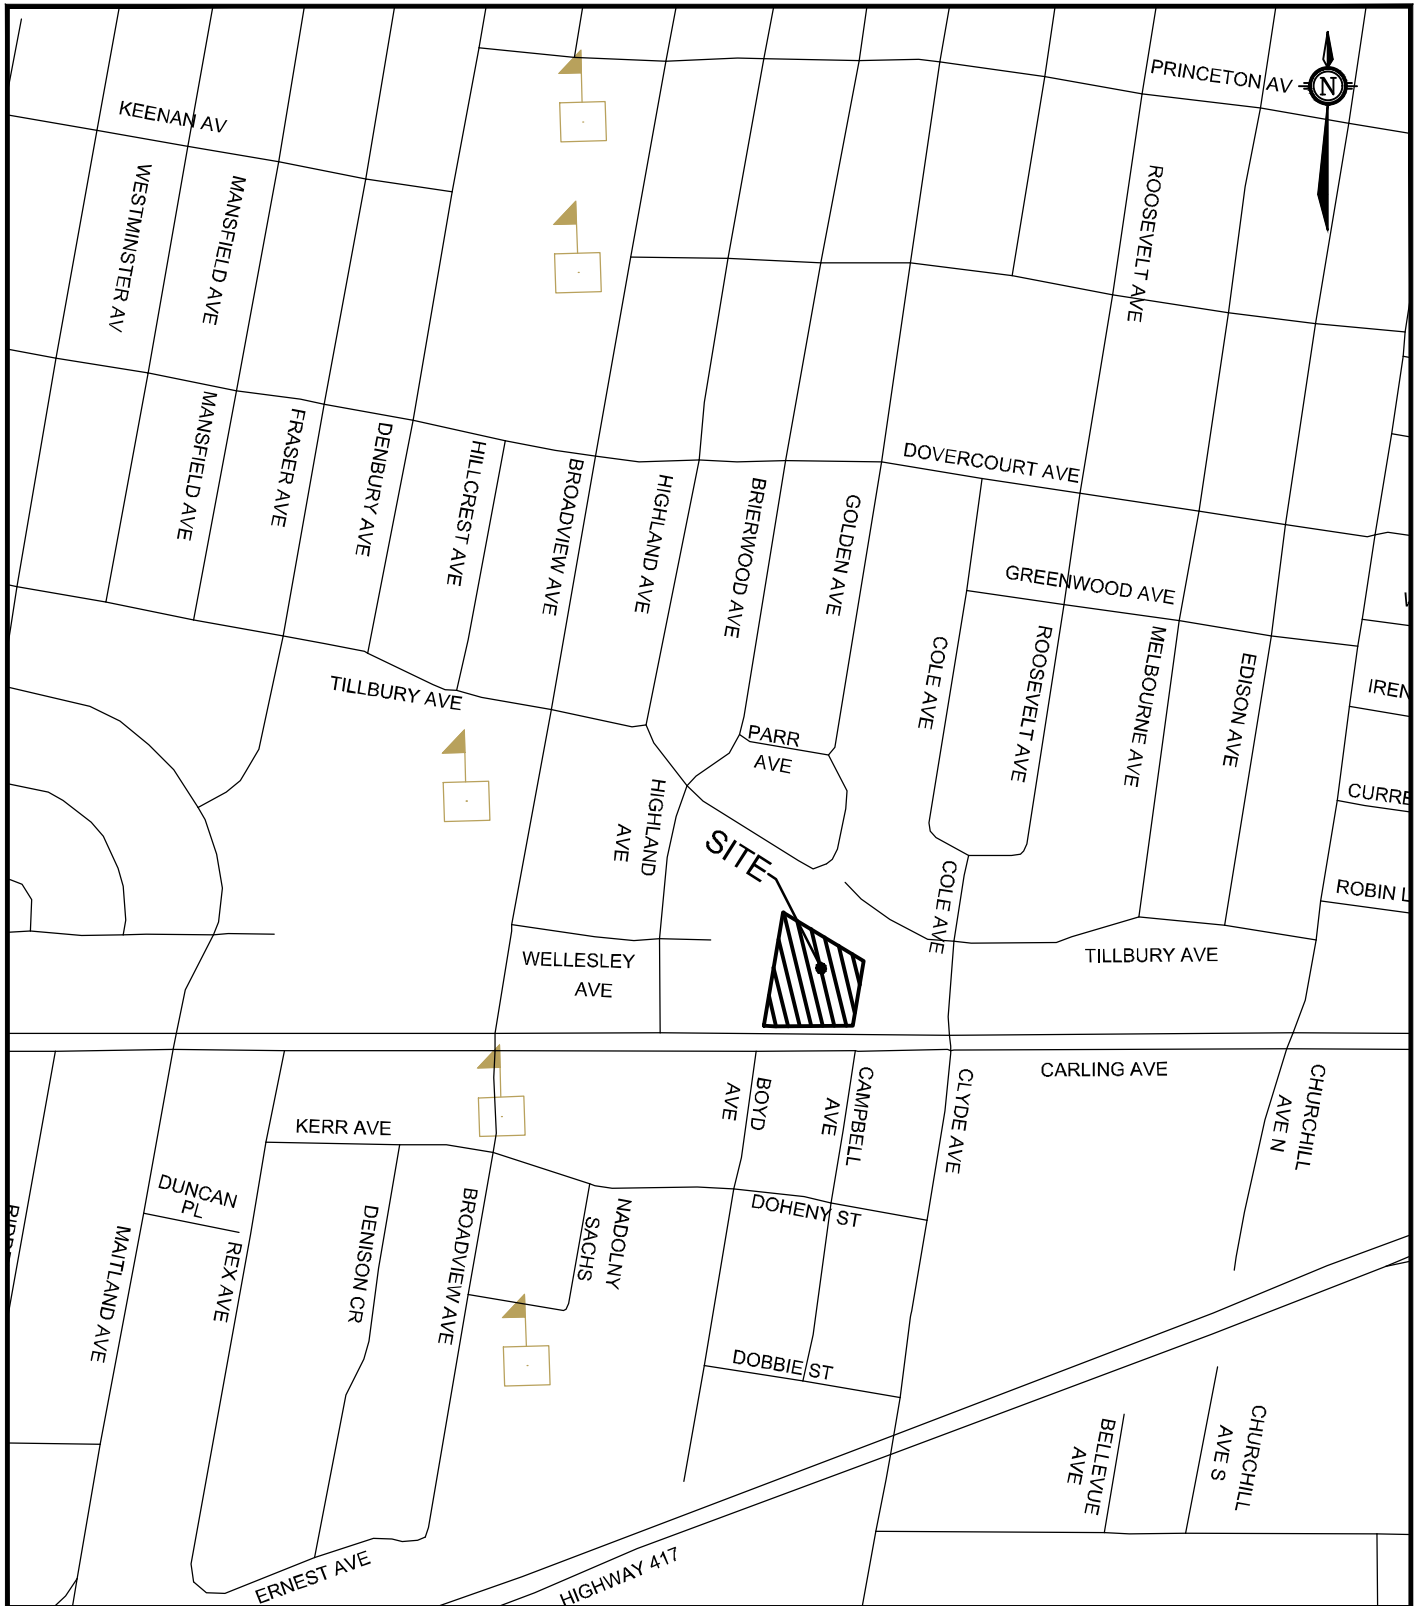 PRINCETON AV
N
KEENAN AV
WESTMINSTER AV
MANSFIELD AVE
ROOSEVELT AVE
MANSFIELD AVE
FRASER AVE
DENBURY AVE
HILLCREST AVE
BROADVIEW AVE
HIGHLAND AVE
BRIERWOOD AVE
GOLDEN AVE
DOVERCOURT AVE
GREENWOOD AVE
COLE AVE
ROOSEVELT AVE
MELBOURNE AVE
EDISON AVE
IREN
TILLBURY AVE
PARR
AVE
CURRE
HIGHLAND
AVE
SITE
COLE AVE
ROBIN L
WELLESLEY
AVE
TILLBURY AVE
CARLING AVE
BOYD
AVE
CAMPBELL
AVE
CLYDE AVE
CHURCHILL
AVE N
KERR AVE
DUNCAN
PL
MAITLAND AVE
REX AVE
DENISON CR
BROADVIEW AVE
NADOLNY
SACHS
DOHENY ST
DOBBIE ST
BELLEVUE
AVE
CHURCHILL
AVE S
ERNEST AVE
HIGHWAY 417